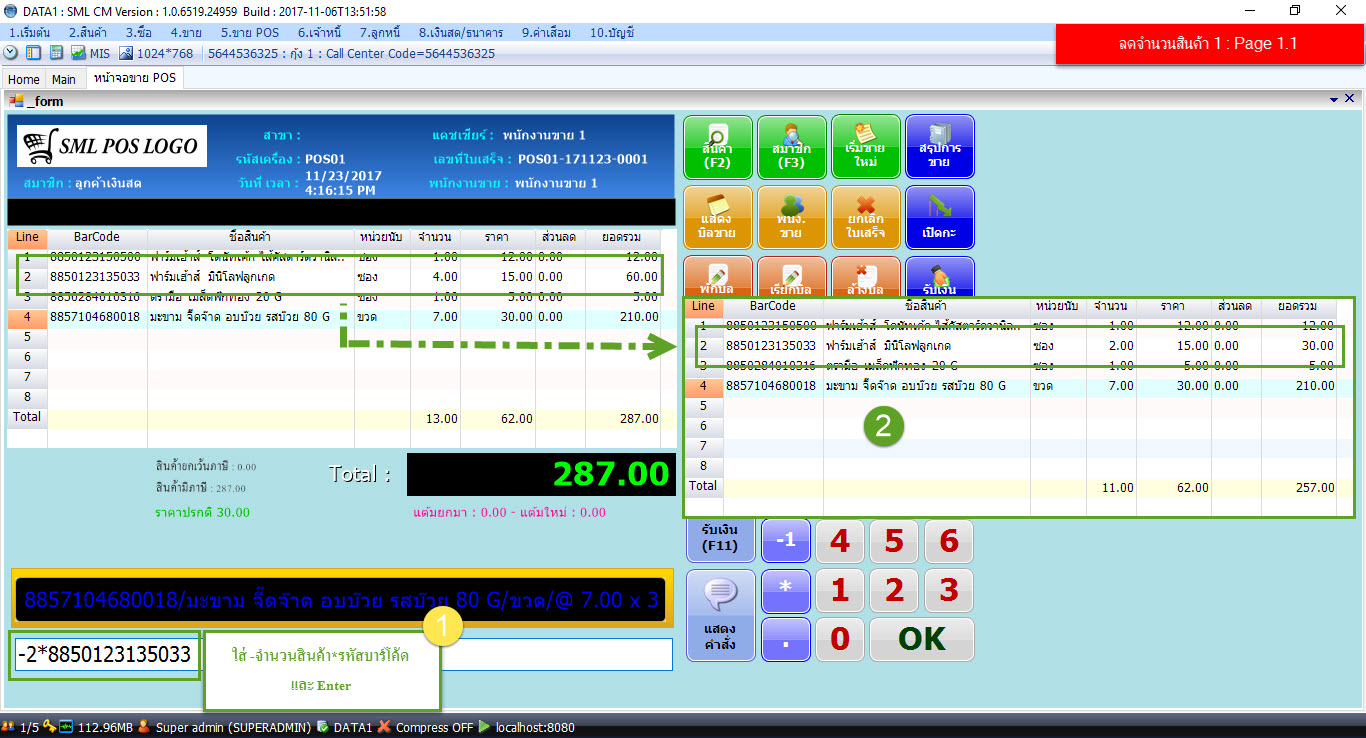 DATA1 : SML CM Version : 1.0.6519.24959 Build : 2017-11-06T13:51:58
1.เริ่มต้น 2.สินค้า 3.ซื้อ 4.ขาย 5.ขาย POS 6.เจ้าหนี้ 7.ลูกหนี้ 8.เงินสด/ธนาคาร 9.ค่าเสื่อม 10.บัญชี
MIS 1024*768 5644536325 : กุ้ง 1 : Call Center Code=5644536325
ลดจำนวนสินค้า 1 : Page 1.1
Home Main หน้าจอขาย POS
_form
SML POS LOGO
สาขา :
แคชเชียร์ : พนักงานขาย 1
รหัสเครื่อง : POS01
เลขที่ใบเสร็จ : POS01-171123-0001
สมาชิก : ลูกค้าเงินสด
วันที่ เวลา : 11/23/2017 4:16:15 PM
พนักงานขาย : พนักงานขาย 1
สินค้า (F2)
สมาชิก (F3)
เริ่มขาย ใหม่
สรุปการ ขาย
แสดง บิลขาย
พนง. ขาย
ยกเลิก ใบเสร็จ
เปิดกะ
พักบิล
เรียกบิล
ล้างบิล
รับเงิน
Line BarCode ชื่อสินค้า หน่วยนับ จำนวน ราคา ส่วนลด ยอดรวม
1 8850123150500 ฟาร์มเฮ้าส์ โดนัทเค้ก ไส้คัสตาร์ดวานิล.. ซอง 1.00 12.00 0.00 12.00
2 8850123135033 ฟาร์มเฮ้าส์ มินิโลฟลูกเกด ซอง 4.00 15.00 0.00 60.00
3 8850284010316 ตรามือ เมล็ดฟักทอง 20 G ซอง 1.00 5.00 0.00 5.00
4 8857104680018 มะขาม จี๊ดจ๊าด อบบ๊วย รสบ๊วย 80 G ขวด 7.00 30.00 0.00 210.00
5
6
7
8
Total 13.00 62.00 287.00
Line BarCode ชื่อสินค้า หน่วยนับ จำนวน ราคา ส่วนลด ยอดรวม
1 8850123150500 ฟาร์มเฮ้าส์ โดนัทเค้ก ไส้คัสตาร์ดวานิล.. ซอง 1.00 12.00 0.00 12.00
2 8850123135033 ฟาร์มเฮ้าส์ มินิโลฟลูกเกด ซอง 2.00 15.00 0.00 30.00
3 8850284010316 ตรามือ เมล็ดฟักทอง 20 G ซอง 1.00 5.00 0.00 5.00
4 8857104680018 มะขาม จี๊ดจ๊าด อบบ๊วย รสบ๊วย 80 G ขวด 7.00 30.00 0.00 210.00
5
6
7
8
Total 11.00 62.00 257.00
2
สินค้ายกเว้นภาษี : 0.00
สินค้ามีภาษี : 287.00
ราคาปรกติ 30.00
Total : 287.00
แต้มยกมา : 0.00 - แต้มใหม่ : 0.00
รับเงิน (F11)
-1 4 5 6
* 1 2 3
แสดง คำสั่ง
. 0 OK
8857104680018/มะขาม จี๊ดจ๊าด อบบ๊วย รสบ๊วย 80 G/ขวด/@ 7.00 x 3
1
-2*8850123135033
ใส่ -จำนวนสินค้า*รหัสบาร์โค้ด
และ Enter
1/5 112.96MB Super admin (SUPERADMIN) DATA1 Compress OFF localhost:8080